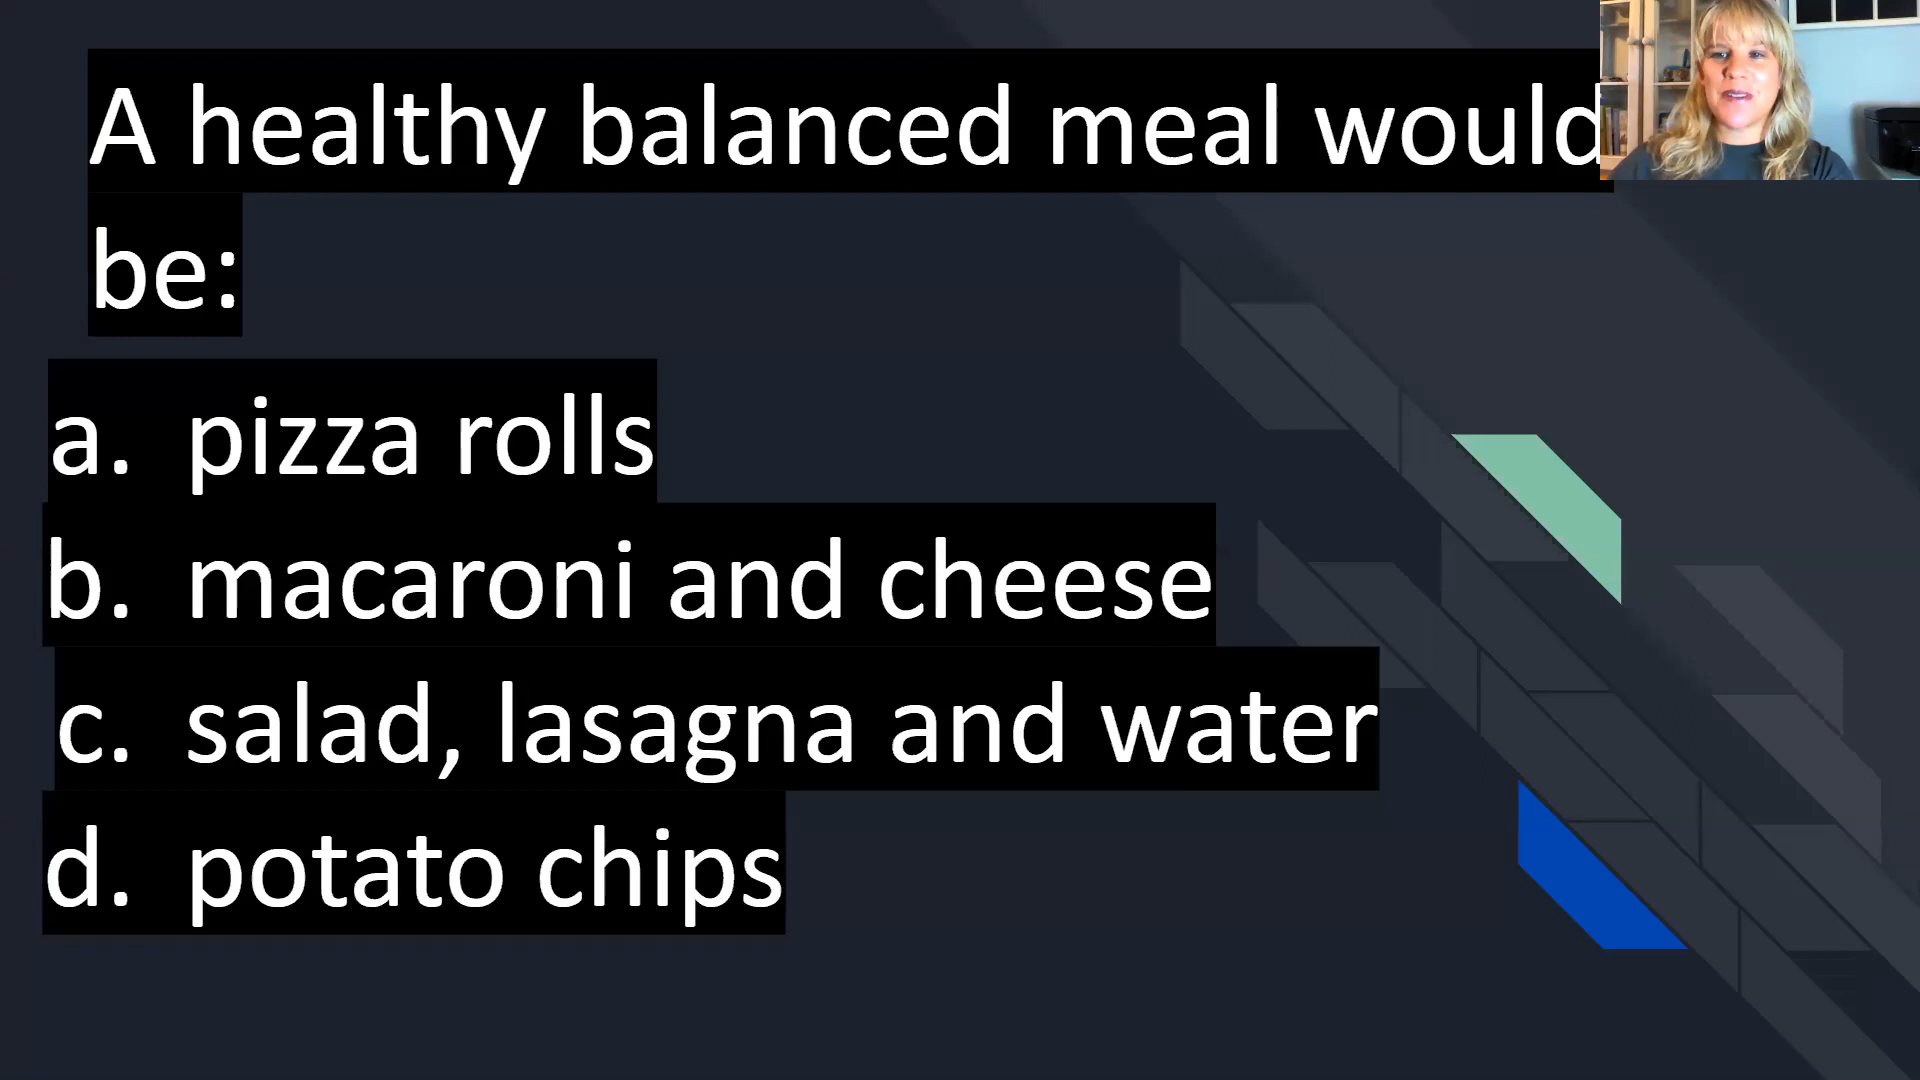 A healthy balanced meal would
be:
a. pizza rolls
b. macaroni and cheese
c. salad, lasagna and water
d. potato chips